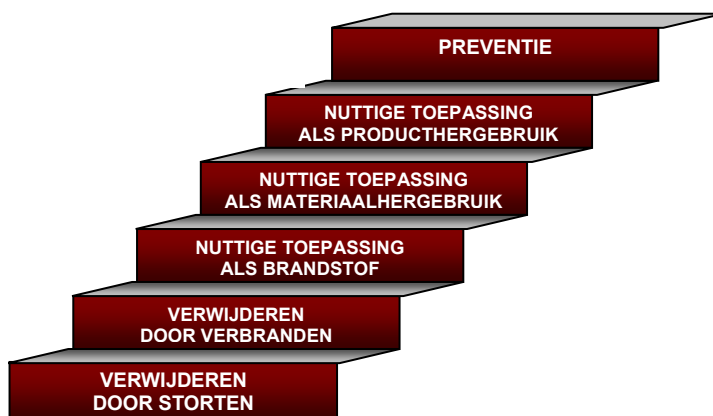 PREVENTIE
NUTTIGE TOEPASSING
ALS PRODUCTHERGEBRUIK
NUTTIGE TOEPASSING
ALS MATERIAALHERGEBRUIK
NUTTIGE TOEPASSING
ALS BRANDSTOF
VERWIJDEREN
DOOR VERBRANDEN
VERWIJDEREN
DOOR STORTEN